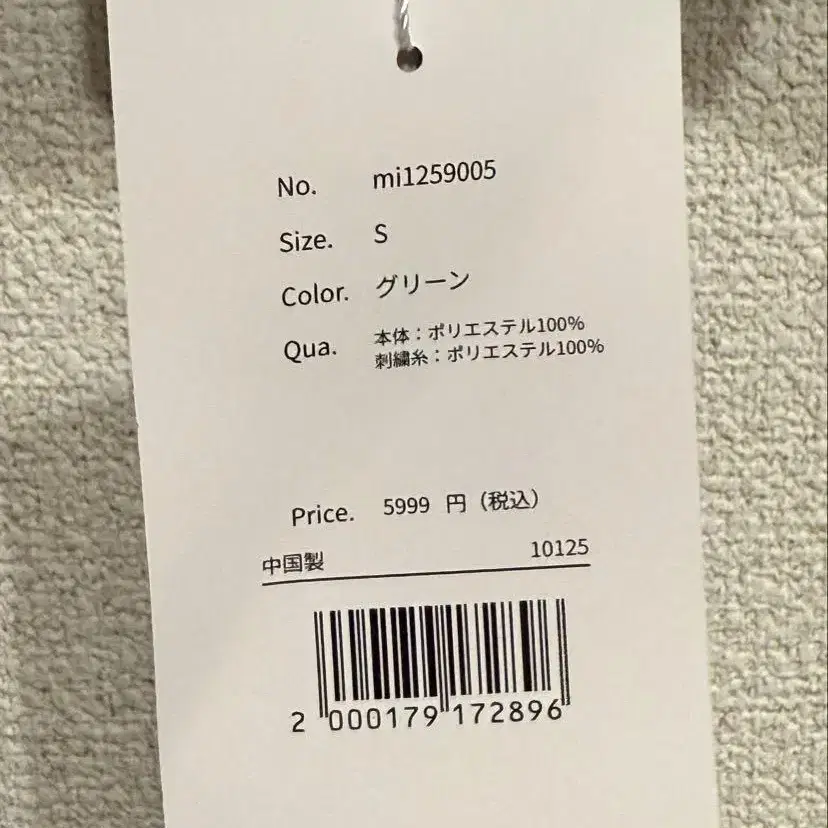 No. mi1259005
Size. S
Color. グリーン
Qua. 本体：ポリエステル100%
刺繍糸：ポリエステル100%
Price. 5999 円（税込）
中国製 10125
2 000179 172896